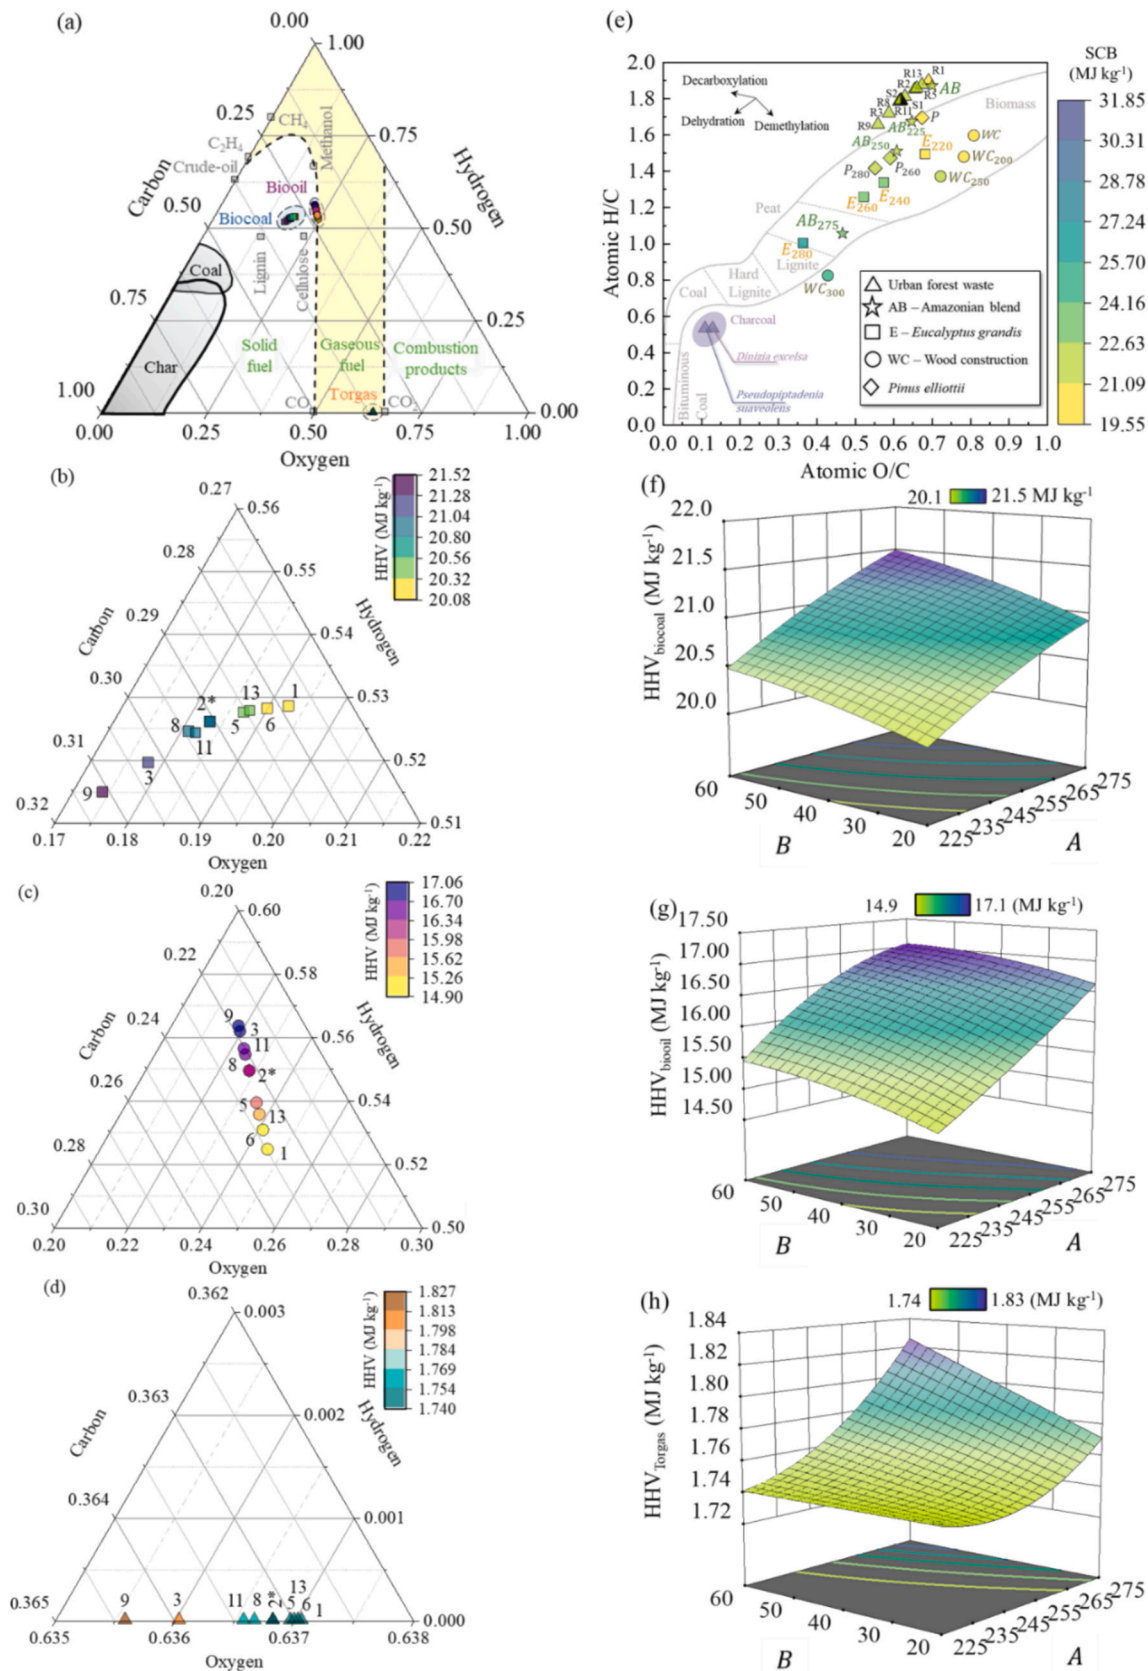 (a)
0.00
1.00
0.25
CH4
C2H4
Crude-oil
Methanol
0.75
Carbon
Hydrogen
Biooil
0.50
Biocoal
0.50
Coal
Lignin
Cellulose
0.75
0.25
Char
Solid fuel
Gaseous fuel
Combustion products
Torgas
1.00
CO
CO
0.00
0.00
0.25
0.50
0.75
1.00
Oxygen
(b)
HHV (MJ kg-1)
21.52
21.28
21.04
20.80
20.56
20.32
20.08
0.27
0.56
0.28
0.55
0.29
0.54
Carbon
Hydrogen
0.30
0.53
2*
13
1
8
11
5
6
0.31
0.52
3
9
0.32
0.51
0.17
0.18
0.19
0.20
0.21
0.22
Oxygen
(c)
HHV (MJ kg-1)
17.06
16.70
16.34
15.98
15.62
15.26
14.90
0.20
0.60
0.22
0.58
0.24
0.56
Carbon
Hydrogen
9
3
11
8
2*
0.26
0.54
5
13
6
1
0.28
0.52
0.30
0.50
0.20
0.22
0.24
0.26
0.28
0.30
Oxygen
(d)
HHV (MJ kg-1)
1.827
1.813
1.798
1.784
1.769
1.754
1.740
0.362
0.003
0.363
0.002
Carbon
Hydrogen
0.364
0.001
0.365
9
3
11
8
2*
5
13
6
1
0.000
0.635
0.636
0.637
0.638
Oxygen
(e)
SCB
(MJ kg-1)
31.85
30.31
28.78
27.24
25.70
24.16
22.63
21.09
19.55
Atomic H/C
2.0
1.8
1.6
1.4
1.2
1.0
0.8
0.6
0.4
0.2
0.0
Decarboxylation
Dehydration
Demethylation
R13
R1
R2
R5
AB
S2
R8
S1
R3
R11
R9
AB225
P
Biomass
AB250
E220
WC
WC200
P280
P260
WC250
E260
E240
Peat
AB275
E280
Lignite
WC300
Hard
Lignite
Coal
Charcoal
Dinizia excelsa
Pseudopiptadenia
suaveolens
Bituminous
Coal
Urban forest waste
AB – Amazonian blend
E - Eucalyptus grandis
WC – Wood construction
Pinus elliottii
0.0
0.1
0.2
0.3
0.4
0.5
0.6
0.7
0.8
0.9
1.0
Atomic O/C
(f)
20.1
21.5 MJ kg-1
HHVbiocoal (MJ kg-1)
22.0
21.5
21.0
20.5
20.0
60
50
40
30
20
225
235
245
255
265
275
B
A
(g)
14.9
17.1 (MJ kg-1)
HHVbiooil (MJ kg-1)
17.50
17.00
16.50
16.00
15.50
15.00
14.50
60
50
40
30
20
225
235
245
255
265
275
B
A
(h)
1.74
1.83 (MJ kg-1)
HHVTorgas (MJ kg-1)
1.84
1.82
1.80
1.78
1.76
1.74
1.72
60
50
40
30
20
225
235
245
255
265
275
B
A